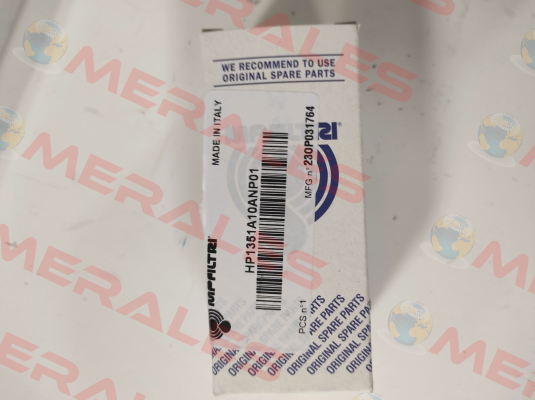 WE RECOMMEND TO USE
ORIGINAL SPARE PARTS
MADE IN ITALY
MPFILTRI
HP1351A10ANP01
MFG n° 23OP031764
PCS n° 1
ORIGINAL SPARE PARTS
ORIGINAL SPARE PARTS
ORIGINAL SPARE PARTS
MERALES
MERALES
MERALES